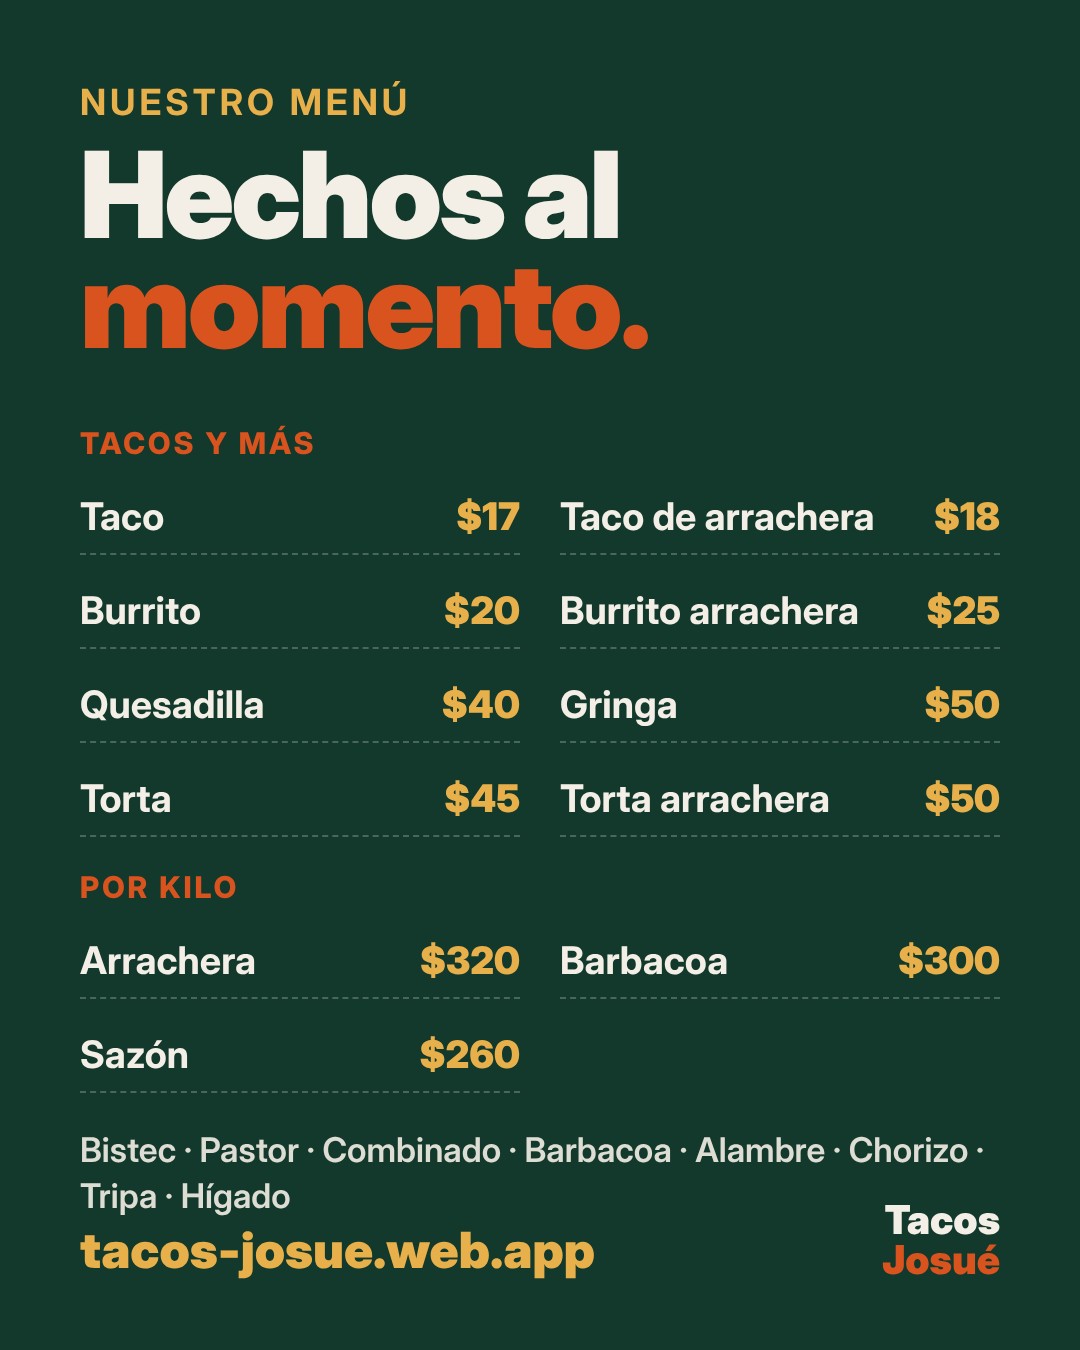 NUESTRO MENÚ
Hechos al
momento.
TACOS Y MÁS
Taco $17 Taco de arrachera $18
Burrito $20 Burrito arrachera $25
Quesadilla $40 Gringa $50
Torta $45 Torta arrachera $50
POR KILO
Arrachera $320 Barbacoa $300
Sazón $260
Bistec · Pastor · Combinado · Barbacoa · Alambre · Chorizo ·
Tripa · Hígado
tacos-josue.web.app
Tacos
Josué